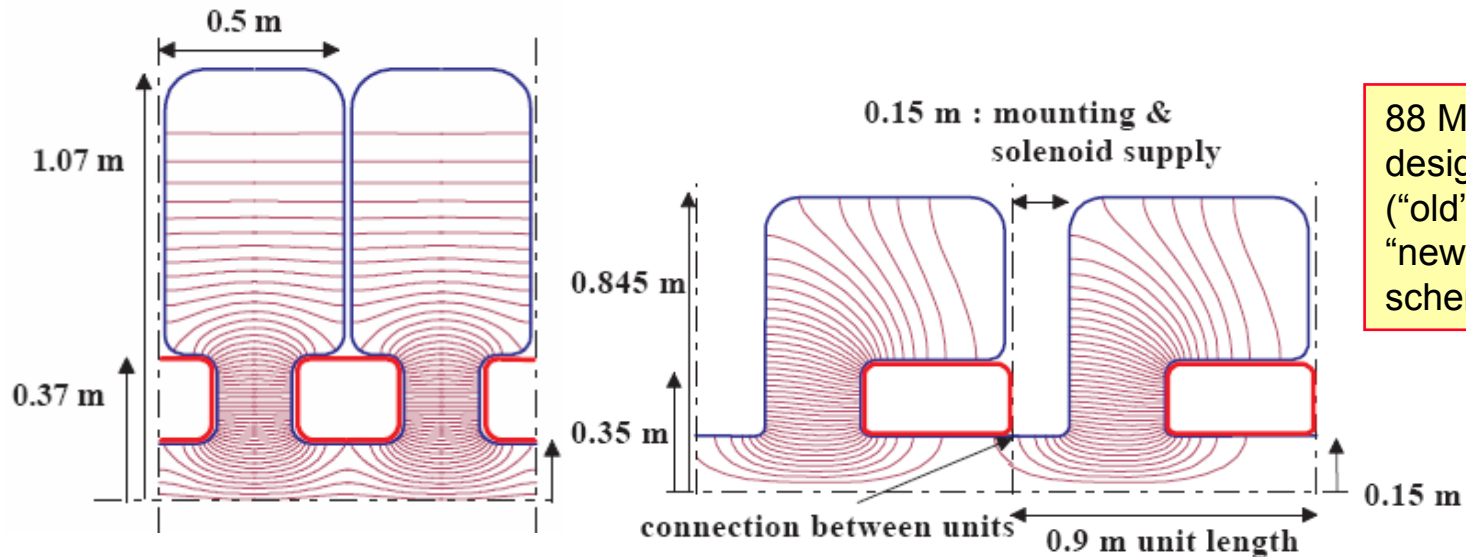 0.5 m
1.07 m
0.37 m
0.15 m : mounting &
solenoid supply
0.845 m
0.35 m
0.15 m
connection between units
0.9 m unit length
88 M
desig
("old"
"new